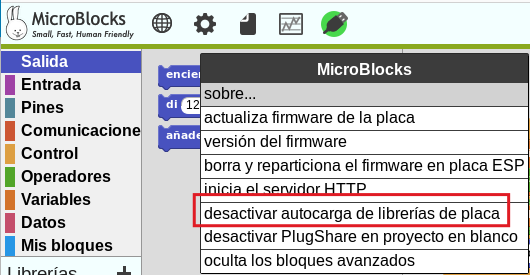 MicroBlocks
Small, Fast, Human Friendly
Salida
Entrada
Pines
Comunicacione
Control
Operadores
Variables
Datos
Mis bloques
Librerías +
encien
di 12
añade
MicroBlocks
sobre...
actualiza firmware de la placa
versión del firmware
borra y reparticiona el firmware en placa ESP
inicia el servidor HTTP
desactivar autocarga de librerías de placa
desactivar PlugShare en proyecto en blanco
oculta los bloques avanzados